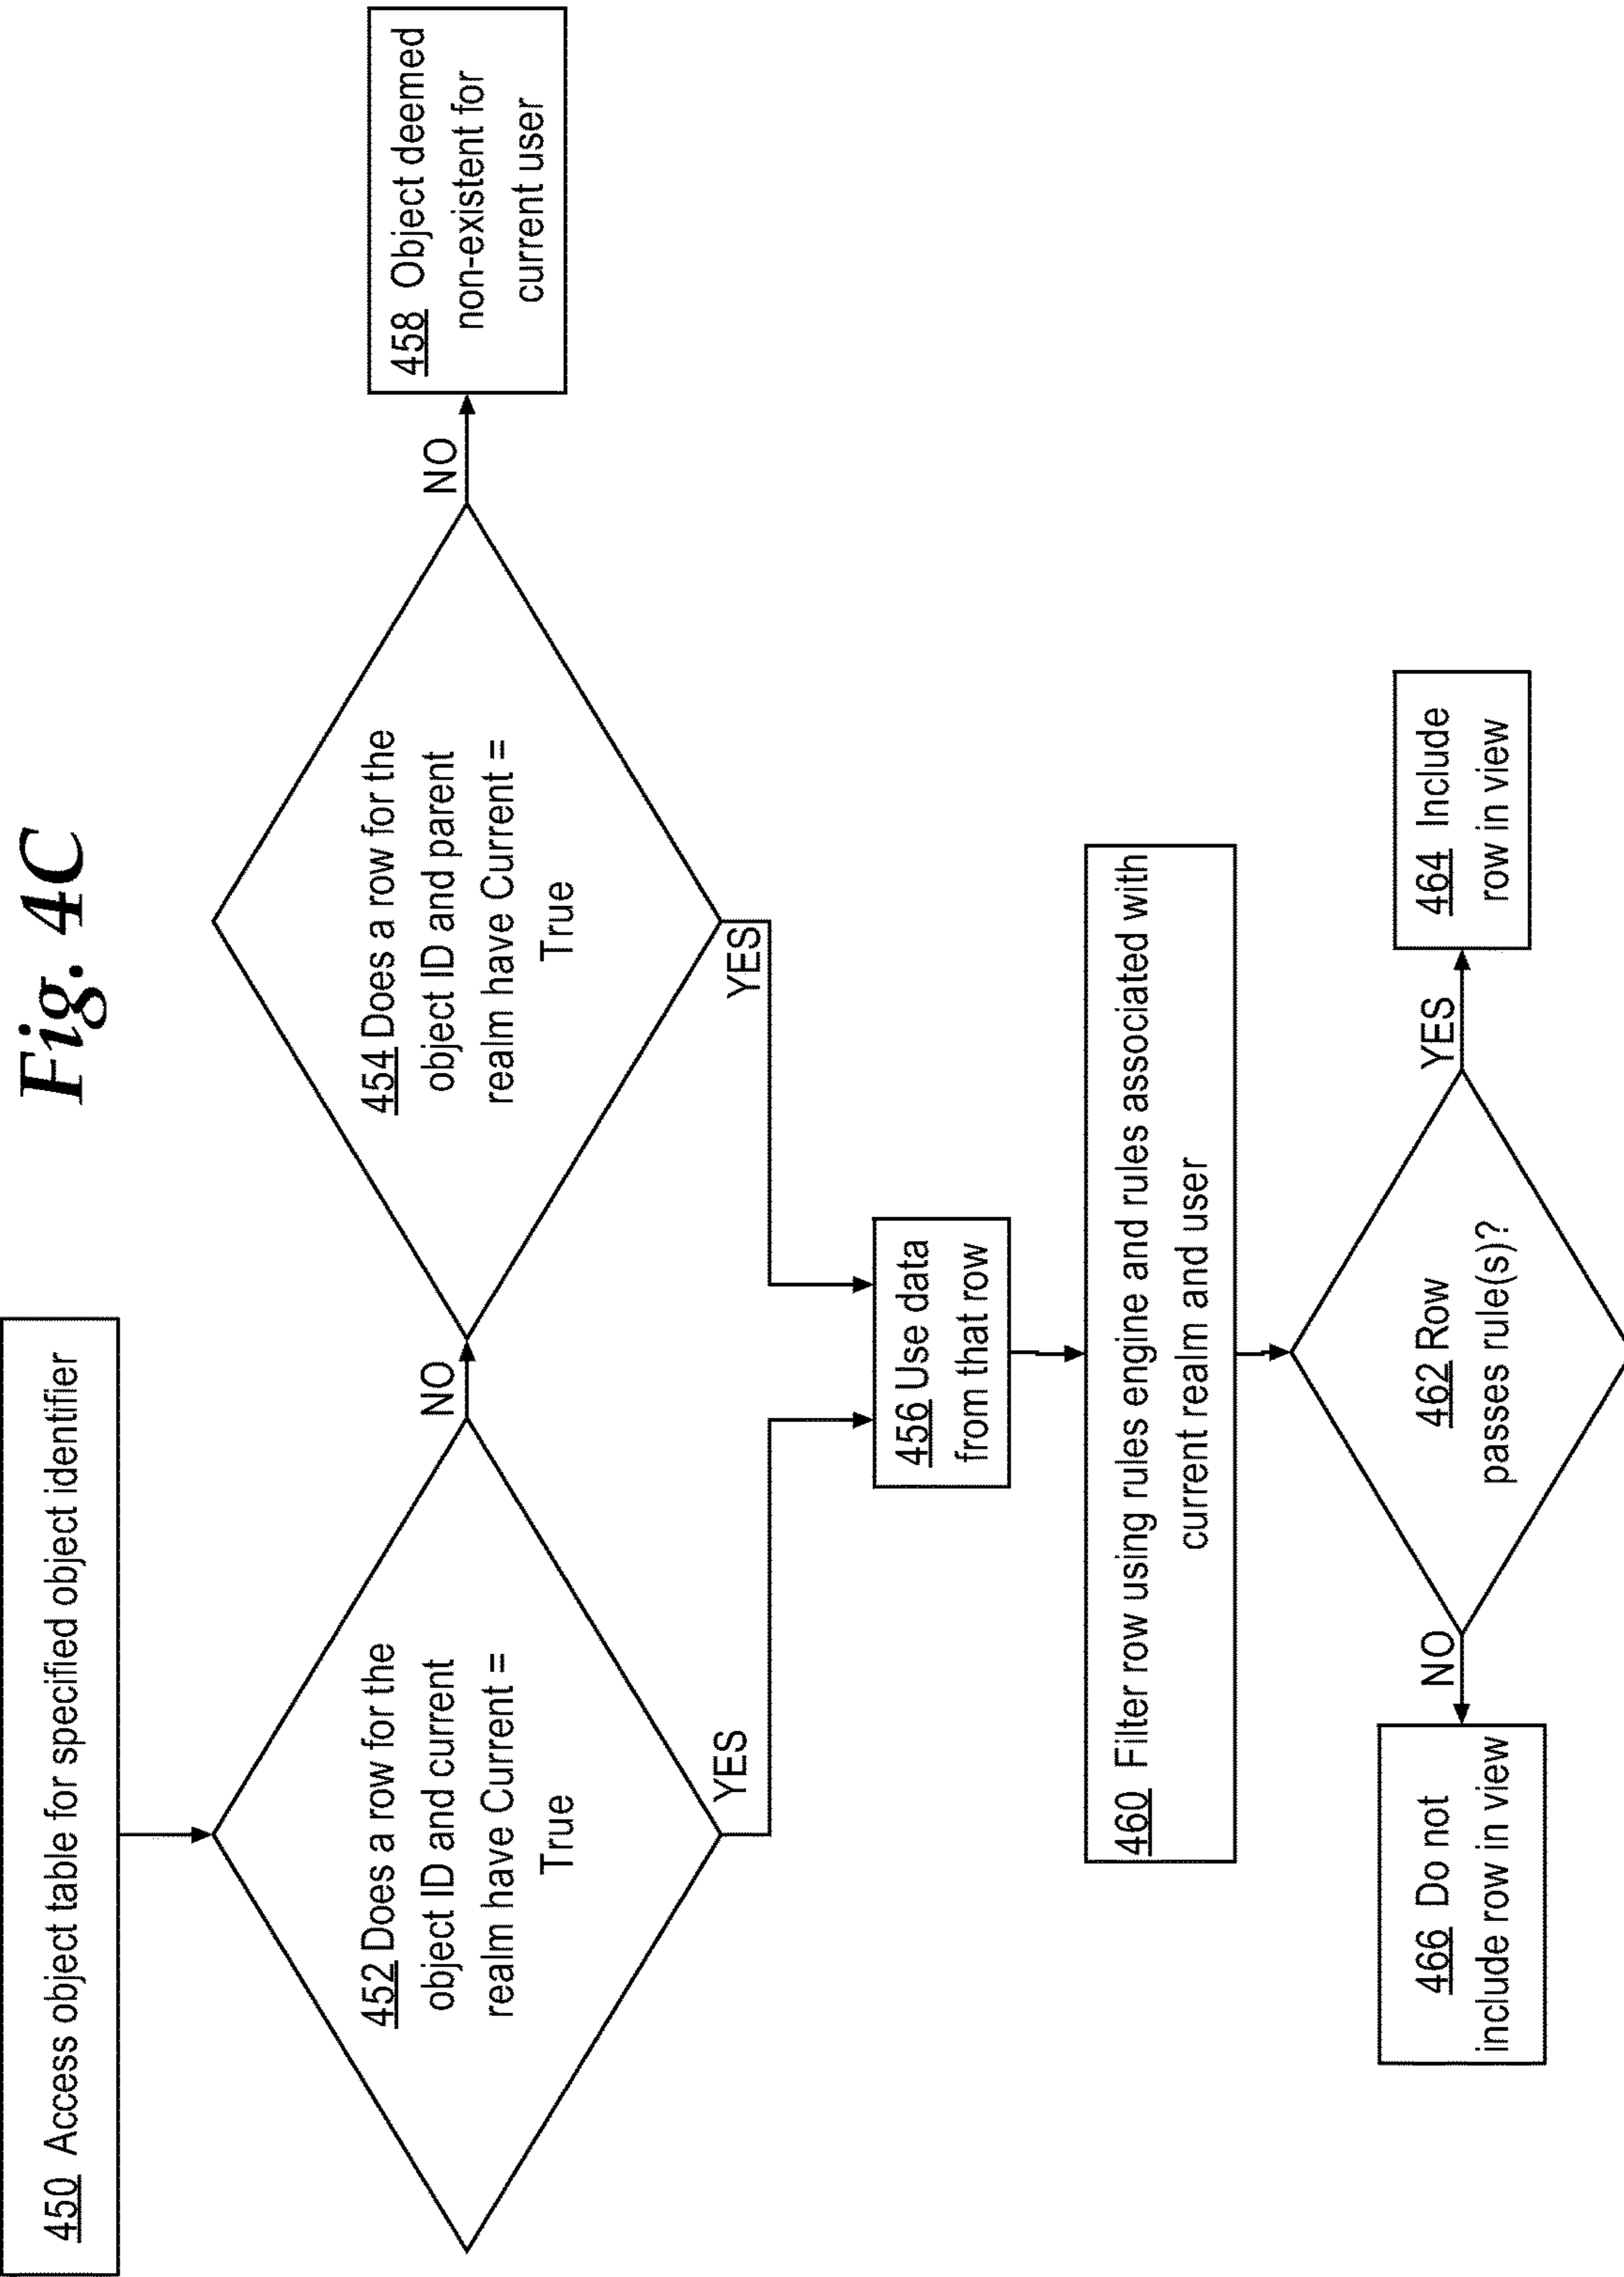 Fig. 4C
450 Access object table for specified object identifier
452 Does a row for the
object ID and current
realm have Current =
True
NO
454 Does a row for the
object ID and parent
realm have Current =
True
NO
458 Object deemed
non-existent for
current user
YES
YES
456 Use data
from that row
460 Filter row using rules engine and rules associated with
current realm and user
462 Row
passes rule(s)?
NO
YES
466 Do not
include row in view
464 Include
row in view